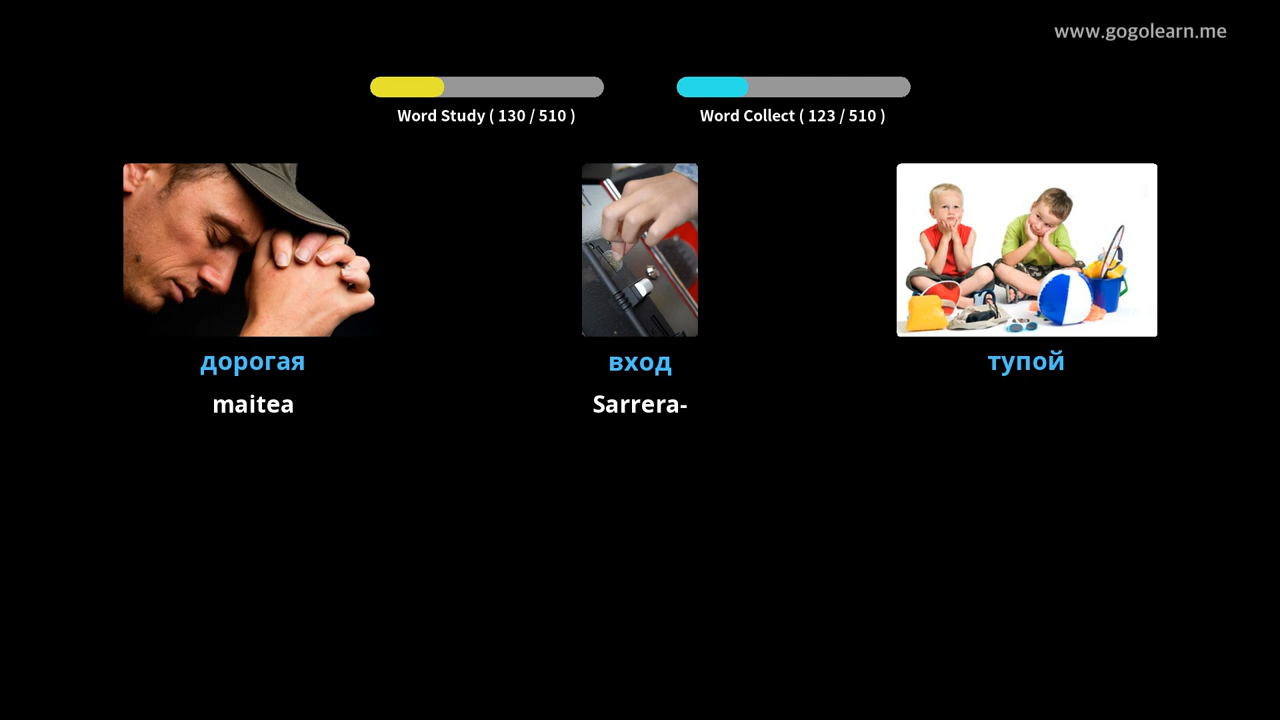 www.gogolearn.me
Word Study ( 130 / 510 )
Word Collect ( 123 / 510 )
дорогая
вход
тупой
maitea
Sarrera-